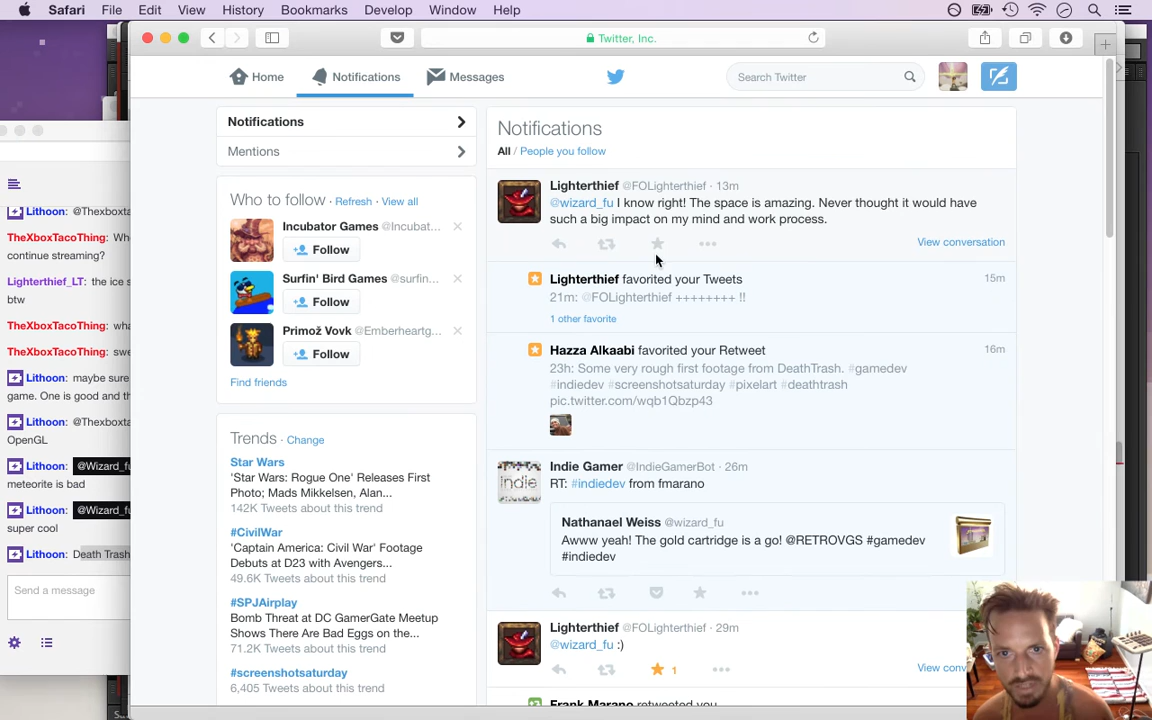 Safari File Edit View History Bookmarks Develop Window Help
Twitter, Inc.
Home Notifications Messages
Search Twitter
Notifications
Mentions
Who to follow · Refresh · View all
Incubator Games @Incubat...
Follow
Surfin' Bird Games @surfin...
Follow
Primož Vovk @Emberheartg...
Follow
Find friends
Trends · Change
Star Wars
'Star Wars: Rogue One' Releases First
Photo; Mads Mikkelsen, Alan...
142K Tweets about this trend
#CivilWar
'Captain America: Civil War' Footage
Debuts at D23 with Avengers...
49.6K Tweets about this trend
#SPJAirplay
Bomb Threat at DC GamerGate Meetup
Shows There Are Bad Eggs on the...
71.2K Tweets about this trend
#screenshotsaturday
6,405 Tweets about this trend
Notifications
All / People you follow
Lighterthief @FOLighterthief · 13m
@wizard_fu I know right! The space is amazing. Never thought it would have
such a big impact on my mind and work process.
View conversation
Lighterthief favorited your Tweets 15m
21m: @FOLighterthief ++++++++ !!
1 other favorite
Hazza Alkaabi favorited your Retweet 16m
23h: Some very rough first footage from DeathTrash. #gamedev
#indiedev #screenshotsaturday #pixelart #deathtrash
pic.twitter.com/wqb1Qbzp43
Indie Gamer @IndieGamerBot · 26m
RT: #indiedev from fmarano
Nathanael Weiss @wizard_fu
Awww yeah! The gold cartridge is a go! @RETROVGS #gamedev
#indiedev
Lighterthief @FOLighterthief · 29m
@wizard_fu :)
1
View conv
Frank Marano retweeted you
Lithoon: @Thexboxta
TheXboxTacoThing: Wh
continue streaming?
Lighterthief_LT: the ice s
btw
TheXboxTacoThing: wha
TheXboxTacoThing: swe
Lithoon: maybe sure
game. One is good and th
Lithoon: @Thexboxta
OpenGL
Lithoon: @Wizard_fu
meteorite is bad
Lithoon: @Wizard_fu
super cool
Lithoon: Death Trash
Send a message